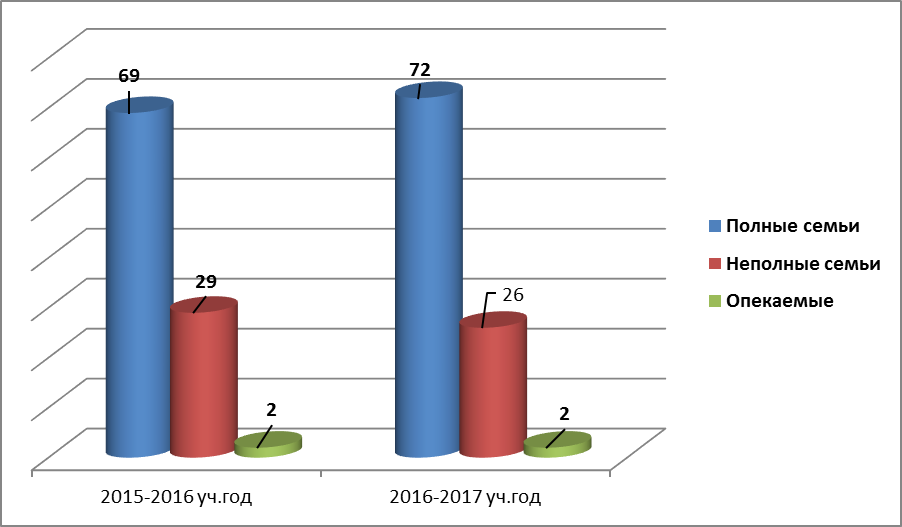 69
72
29
26
2
2
2015-2016 уч.год
2016-2017 уч.год
Полные семьи
Неполные семьи
Опекаемые